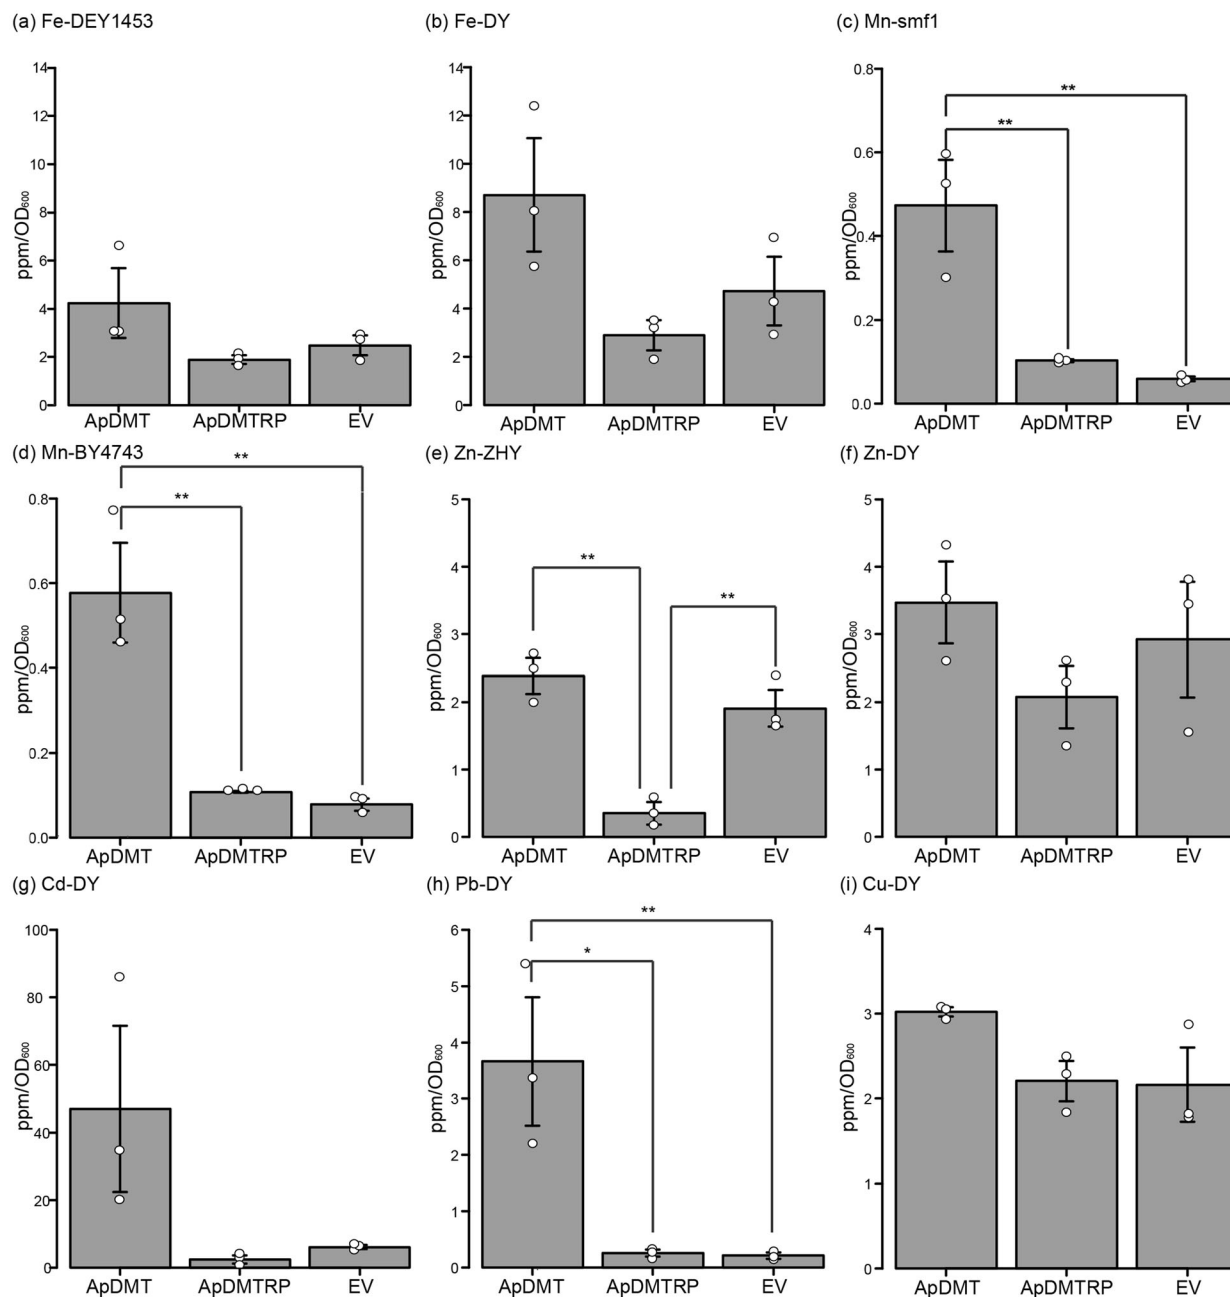 (a) Fe-DEY1453
(b) Fe-DY
(c) Mn-smf1
14
12
10
8
6
4
2
0
ppm/OD600
ApDMT
ApDMTRP
EV
14
12
10
8
6
4
2
0
ppm/OD600
ApDMT
ApDMTRP
EV
0.8
0.6
0.4
0.2
0.0
ppm/OD600
**
**
ApDMT
ApDMTRP
EV
(d) Mn-BY4743
(e) Zn-ZHY
(f) Zn-DY
0.8
0.6
0.4
0.2
0.0
ppm/OD600
**
**
ApDMT
ApDMTRP
EV
5
4
3
2
1
0
ppm/OD600
**
**
ApDMT
ApDMTRP
EV
5
4
3
2
1
0
ppm/OD600
ApDMT
ApDMTRP
EV
(g) Cd-DY
(h) Pb-DY
(i) Cu-DY
100
80
60
40
20
0
ppm/OD600
ApDMT
ApDMTRP
EV
6
5
4
3
2
1
0
ppm/OD600
**
*
ApDMT
ApDMTRP
EV
4
3
2
1
0
ppm/OD600
ApDMT
ApDMTRP
EV